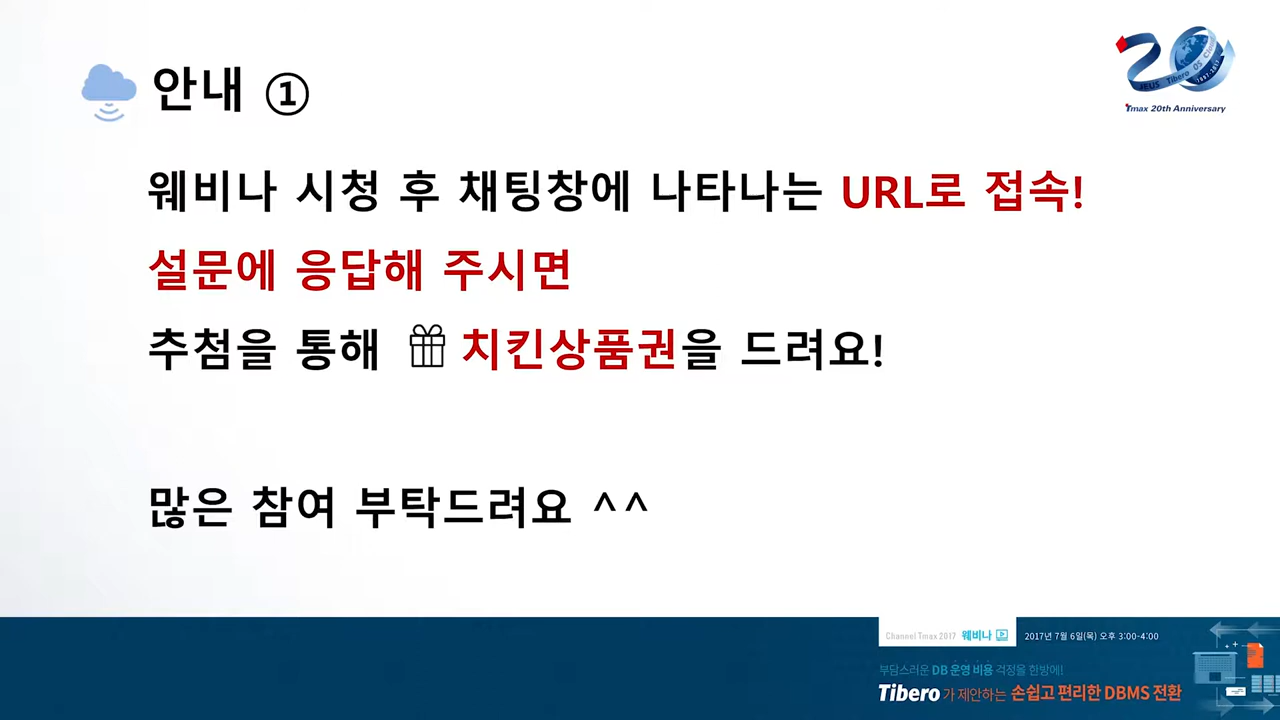 안내 ①
JEUS Tibero OS Cloud
1997-2017
Tmax 20th Anniversary
웨비나 시청 후 채팅창에 나타나는 URL로 접속!
설문에 응답해 주시면
추첨을 통해 치킨상품권을 드려요!
많은 참여 부탁드려요 ^^
Channel Tmax 2017 웨비나
2017년 7월 6일(목) 오후 3:00-4:00
부담스러운 DB 운영 비용 걱정을 한방에!
Tibero가 제안하는 손쉽고 편리한 DBMS 전환